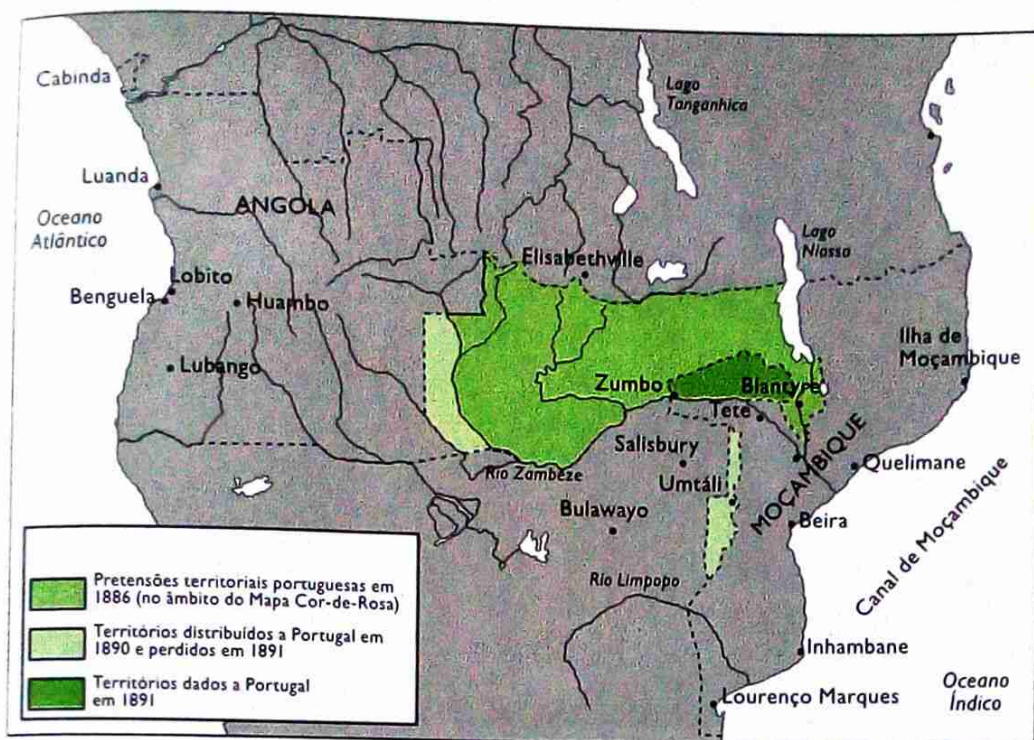 Cabinda
Lago
Tanganhica
Luanda
ANGOLA
Oceano
Atlântico
Lago
Niassa
Elisabethville
Lobito
Benguela
Huambo
Ilha de
Moçambique
Lubango
Zumbo
Blantyre
Tete
Salisbury
Rio Zambeze
Quelimane
Umtáli
MOÇAMBIQUE
Bulawayo
Beira
Canal de Moçambique
Rio Limpopo
Inhambane
Lourenço Marques
Oceano
Índico
Pretensões territoriais portuguesas em
1886 (no âmbito do Mapa Cor-de-Rosa)
Territórios distribuídos a Portugal em
1890 e perdidos em 1891
Territórios dados a Portugal
em 1891